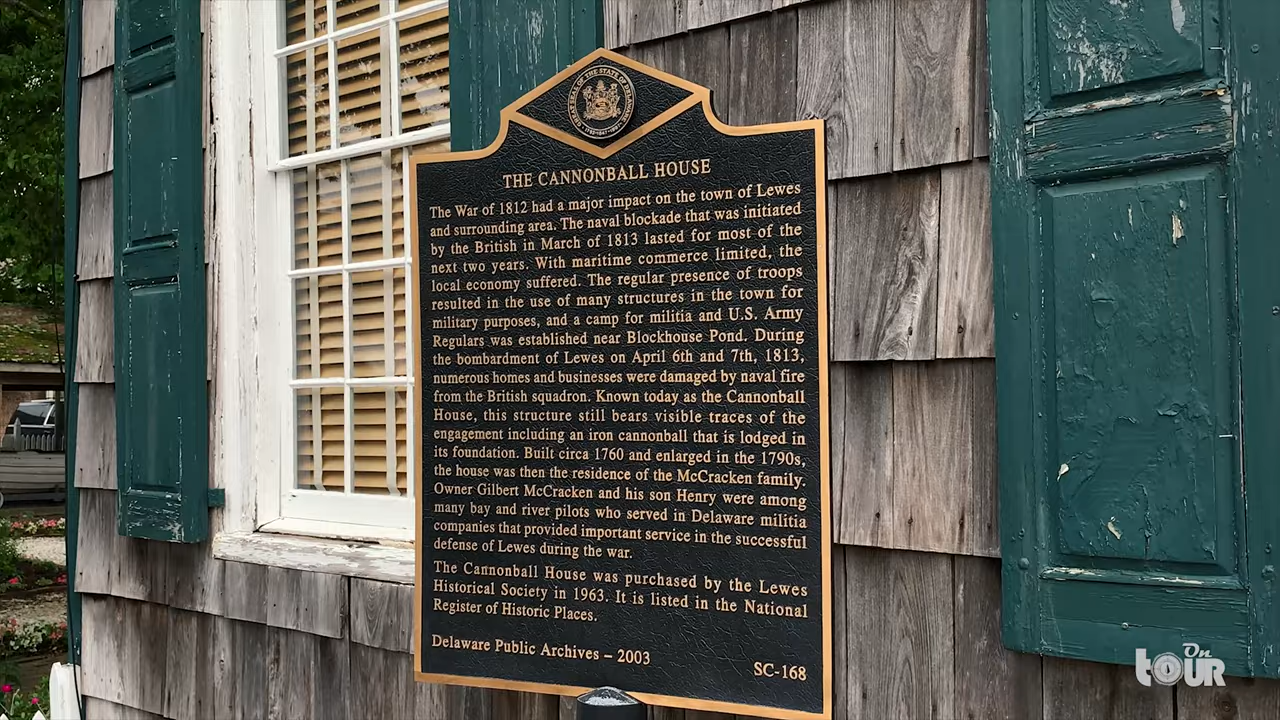 GREAT SEAL OF THE STATE OF DELAWARE
1793·1847·1907
THE CANNONBALL HOUSE
The War of 1812 had a major impact on the town of Lewes
and surrounding area. The naval blockade that was initiated
by the British in March of 1813 lasted for most of the
next two years. With maritime commerce limited, the
local economy suffered. The regular presence of troops
resulted in the use of many structures in the town for
military purposes, and a camp for militia and U.S. Army
Regulars was established near Blockhouse Pond. During
the bombardment of Lewes on April 6th and 7th, 1813,
numerous homes and businesses were damaged by naval fire
from the British squadron. Known today as the Cannonball
House, this structure still bears visible traces of the
engagement including an iron cannonball that is lodged in
its foundation. Built circa 1760 and enlarged in the 1790s,
the house was then the residence of the McCracken family.
Owner Gilbert McCracken and his son Henry were among
many bay and river pilots who served in Delaware militia
companies that provided important service in the successful
defense of Lewes during the war.
The Cannonball House was purchased by the Lewes
Historical Society in 1963. It is listed in the National
Register of Historic Places.
Delaware Public Archives – 2003
SC-168
On
TOUR